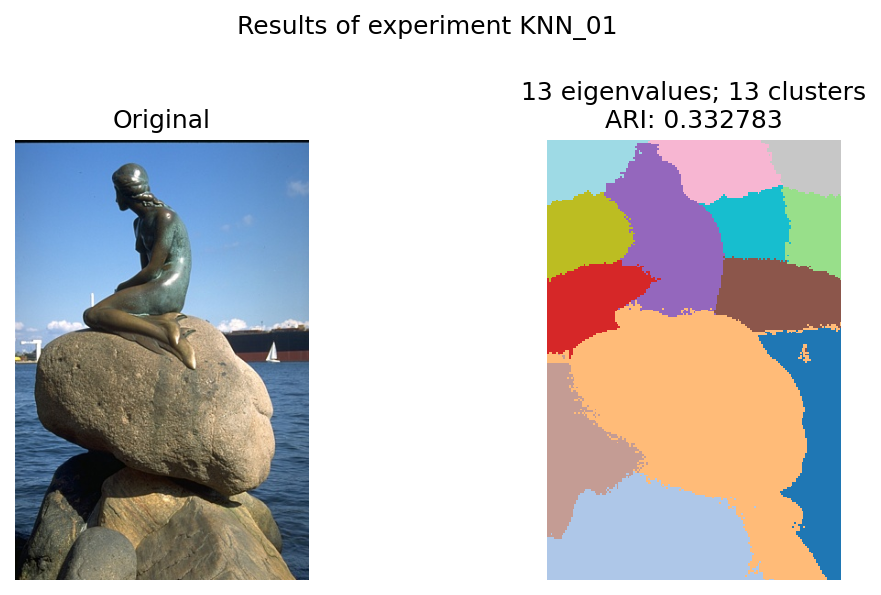 Results of experiment KNN_01
Original
13 eigenvalues; 13 clusters
ARI: 0.332783